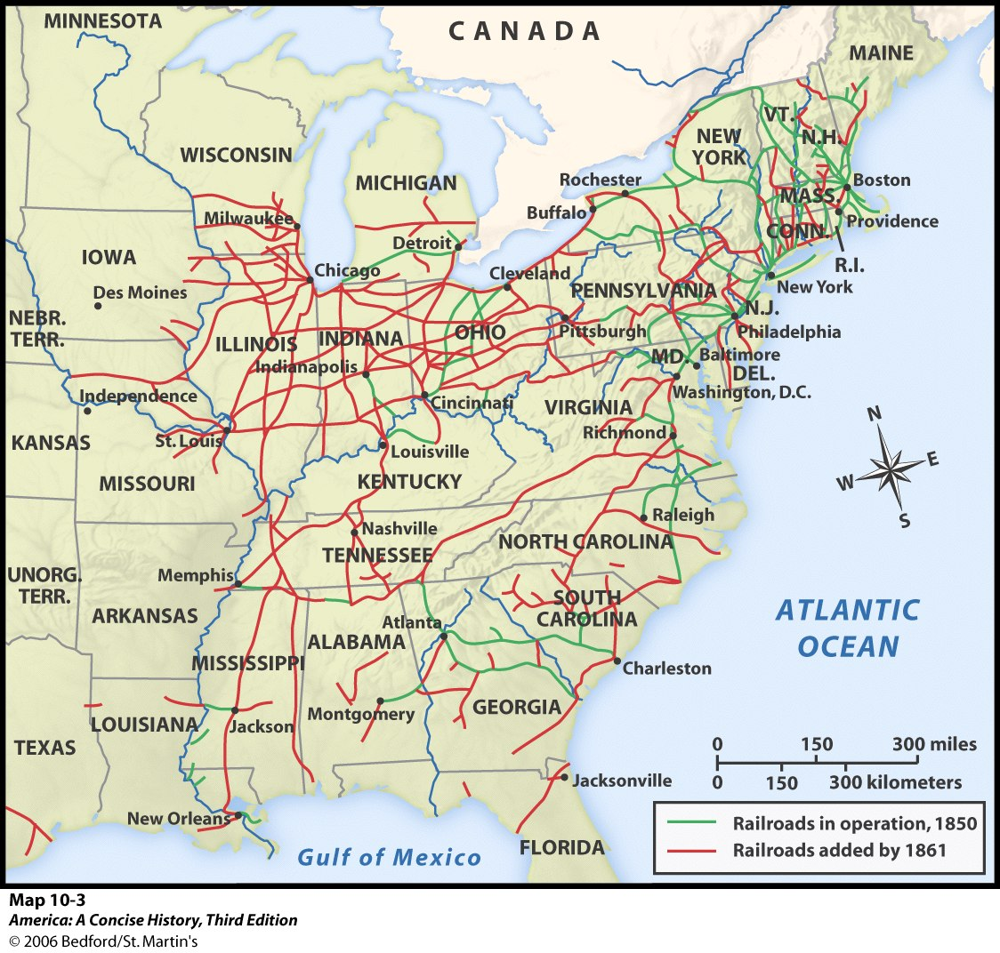 MINNESOTA
CANADA
MAINE
VT.
NEW
YORK
N.H.
WISCONSIN
MICHIGAN
Rochester
Boston
MASS.
Buffalo
Milwaukee
Providence
CONN.
Detroit
IOWA
R.I.
Chicago
Cleveland
New York
Des Moines
PENNSYLVANIA
N.J.
NEBR.
TERR.
ILLINOIS
INDIANA
OHIO
Pittsburgh
Philadelphia
MD.
Baltimore
Indianapolis
DEL.
Independence
Cincinnati
Washington, D.C.
VIRGINIA
KANSAS
St. Louis
Richmond
Louisville
MISSOURI
KENTUCKY
N
E
W
S
Raleigh
Nashville
NORTH CAROLINA
TENNESSEE
UNORG.
TERR.
Memphis
SOUTH
CAROLINA
ARKANSAS
Atlanta
ATLANTIC
OCEAN
ALABAMA
MISSISSIPPI
Charleston
Montgomery
GEORGIA
LOUISIANA
Jackson
TEXAS
0 150 300 miles
0 150 300 kilometers
Jacksonville
New Orleans
FLORIDA
Gulf of Mexico
Railroads in operation, 1850
Railroads added by 1861
Map 10-3
America: A Concise History, Third Edition
© 2006 Bedford/St. Martin's